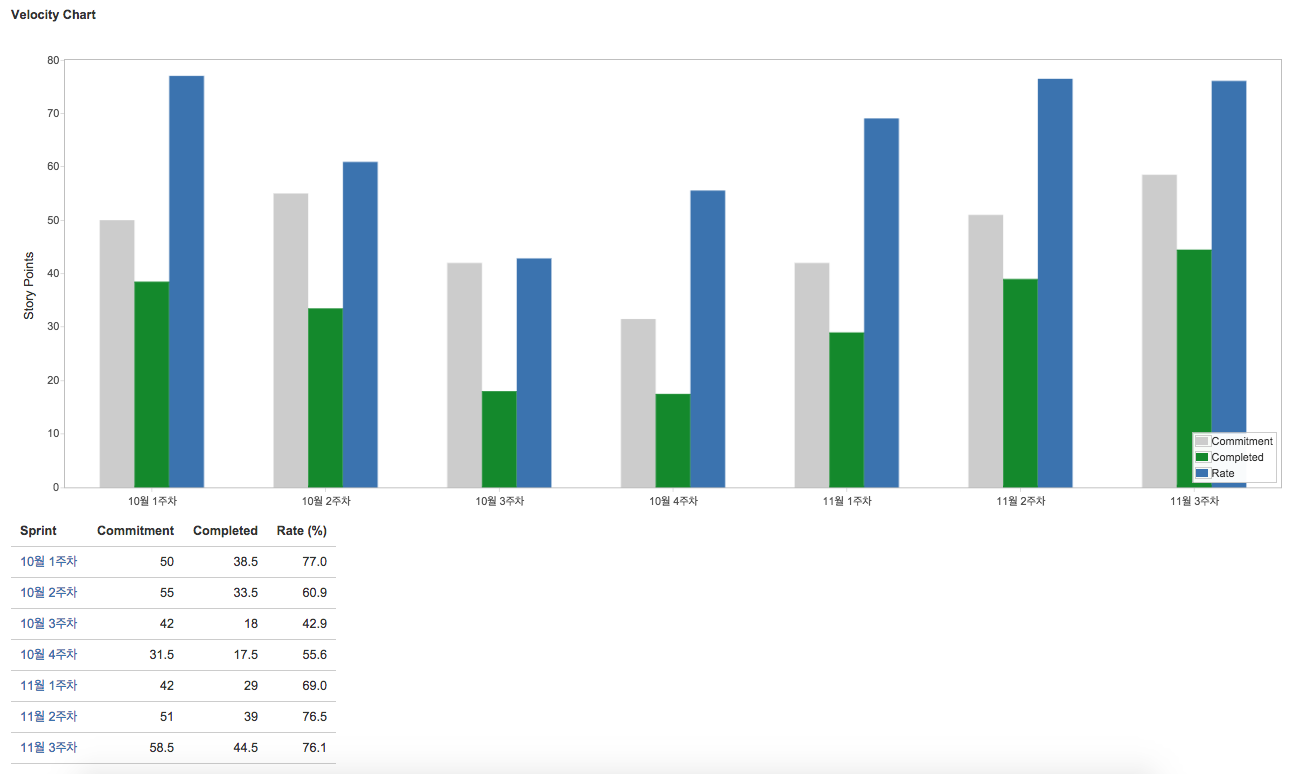 Velocity Chart
80
70
60
50
40
30
20
10
0
Story Points
Commitment
Completed
Rate
10월 1주차 10월 2주차 10월 3주차 10월 4주차 11월 1주차 11월 2주차 11월 3주차
Sprint Commitment Completed Rate (%)
10월 1주차 50 38.5 77.0
10월 2주차 55 33.5 60.9
10월 3주차 42 18 42.9
10월 4주차 31.5 17.5 55.6
11월 1주차 42 29 69.0
11월 2주차 51 39 76.5
11월 3주차 58.5 44.5 76.1